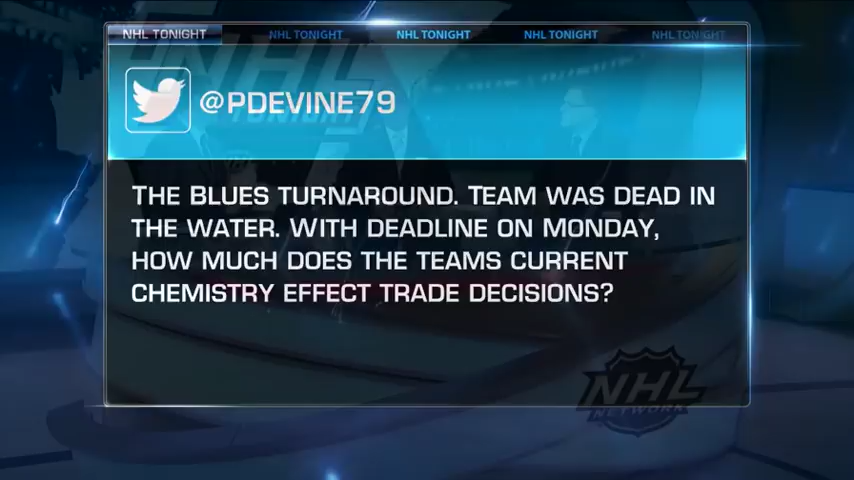 NHL TONIGHT NHL TONIGHT NHL TONIGHT NHL TONIGHT NHL TONIGHT
@PDEVINE79
THE BLUES TURNAROUND. TEAM WAS DEAD IN
THE WATER. WITH DEADLINE ON MONDAY,
HOW MUCH DOES THE TEAMS CURRENT
CHEMISTRY EFFECT TRADE DECISIONS?
NHL
NETWORK